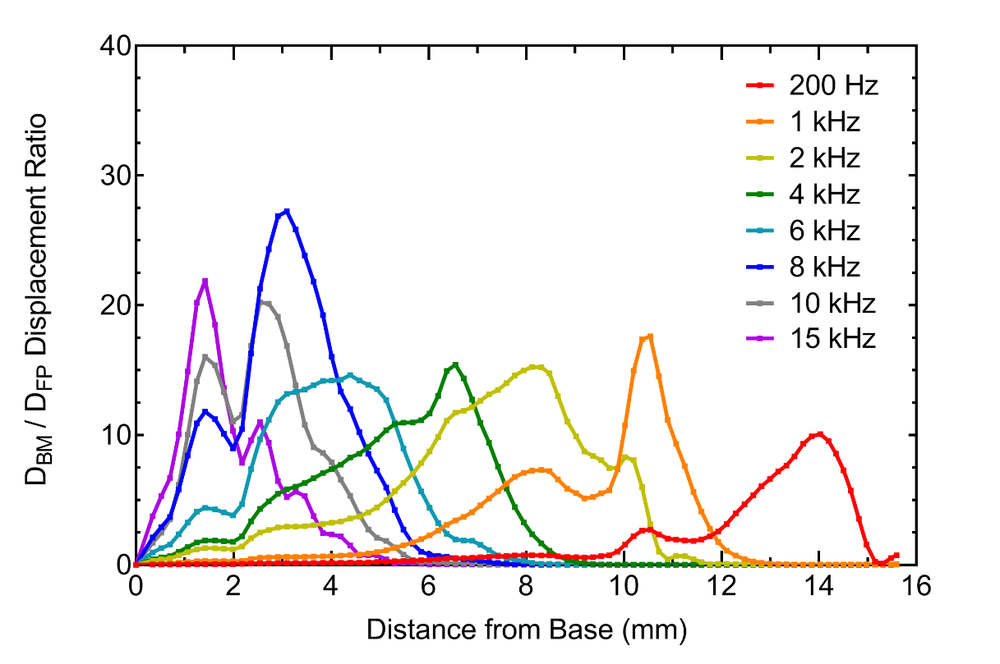 40
30
20
10
0
D_BM / D_FP Displacement Ratio
200 Hz
1 kHz
2 kHz
4 kHz
6 kHz
8 kHz
10 kHz
15 kHz
0 2 4 6 8 10 12 14 16
Distance from Base (mm)